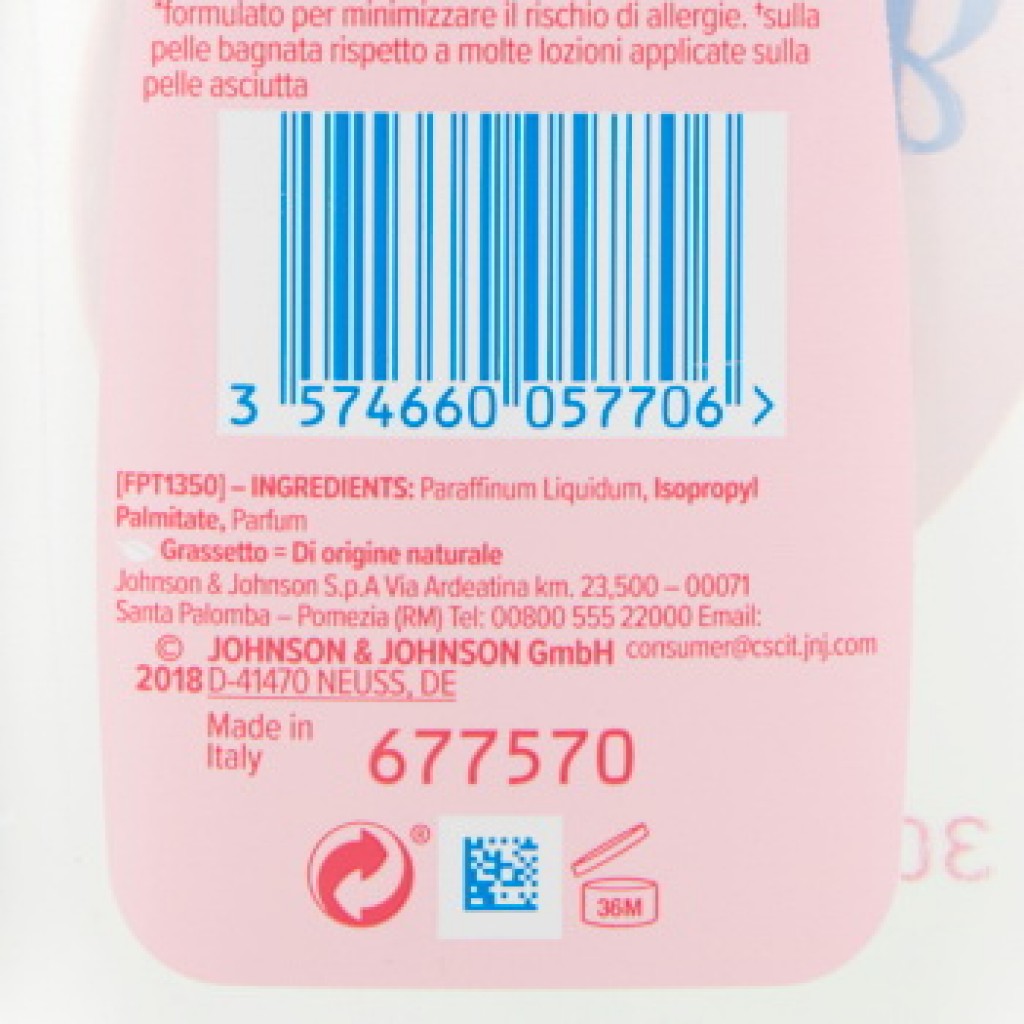 *formulato per minimizzare il rischio di allergie. †sulla
pelle bagnata rispetto a molte lozioni applicate sulla
pelle asciutta
3 574660 057706 >
[FPT1350] – INGREDIENTS: Paraffinum Liquidum, Isopropyl
Palmitate, Parfum
Grassetto = Di origine naturale
Johnson & Johnson S.p.A Via Ardeatina km. 23,500 – 00071
Santa Palomba – Pomezia (RM) Tel: 00800 555 22000 Email:
consumer@cscit.jnj.com
© JOHNSON & JOHNSON GmbH
2018 D-41470 NEUSS, DE
Made in
Italy
677570
®
36M